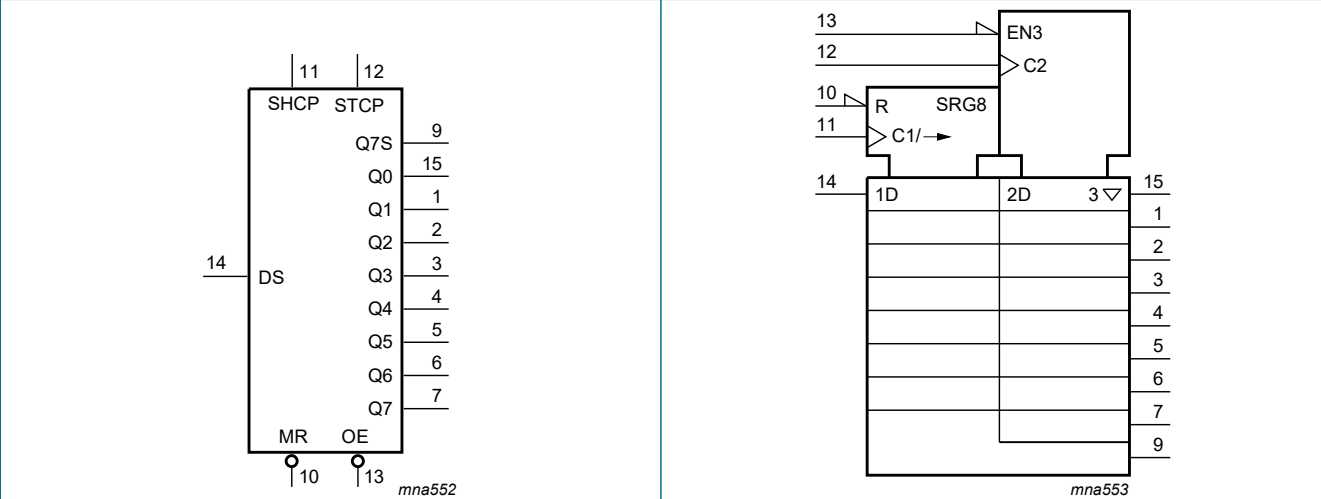 11 12
SHCP STCP
Q7S 9
Q0 15
Q1 1
Q2 2
14 DS Q3 3
Q4 4
Q5 5
Q6 6
Q7 7
MR OE
10 13
mna552
13 EN3
12 C2
10 R SRG8
11 C1/→
14 1D 2D 3▽ 15
1
2
3
4
5
6
7
9
mna553